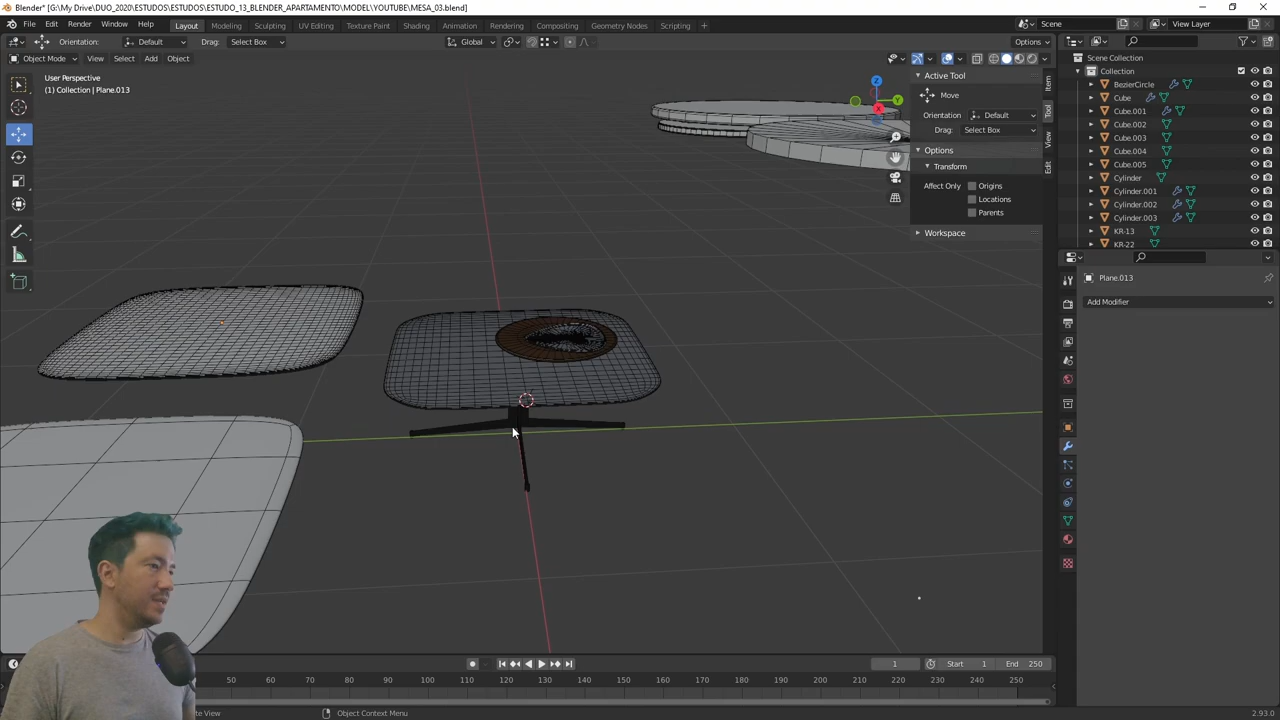 Blender* [G:\My Drive\DUO_2020\ESTUDOS\ESTUDO_13_BLENDER_APARTAMENTO\MODEL\YOUTUBE\MESA_03.blend]
File Edit Render Window Help Layout Modeling Sculpting UV Editing Texture Paint Shading Animation Rendering Compositing Geometry Nodes Scripting + Scene View Layer
Orientation: Default Drag: Select Box Global Options
Object Mode View Select Add Object
User Perspective
(1) Collection | Plane.013
Z
Y
X
Active Tool
Move
Orientation Default
Drag: Select Box
Options
Transform
Affect Only Origins
Locations
Parents
Workspace
Item
Tool
View
Edit
Scene Collection
Collection
BezierCircle
Cube
Cube.001
Cube.002
Cube.003
Cube.004
Cube.005
Cylinder
Cylinder.001
Cylinder.002
Cylinder.003
KR-13
KR-22
Plane.013
Add Modifier
1 Start 1 End 250
50 60 70 80 90 100 110 120 130 140 150 160 170 180 190 200 210 220 230 240 250
te View Object Context Menu 2.93.0